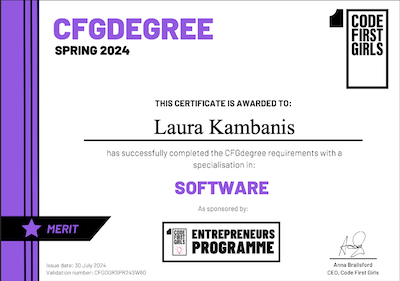 CFGDEGREE
SPRING 2024
1 CODE
FIRST
GIRLS
THIS CERTIFICATE IS AWARDED TO:
Laura Kambanis
has successfully completed the CFGdegree requirements with a
specialisation in:
SOFTWARE
As sponsored by:
CODE
FIRST
GIRLS
ENTREPRENEURS
PROGRAMME
MERIT
Issue date: 30 July 2024
Validation number: CFGDGRSPR243W80
Anna Brailsford
CEO, Code First Girls